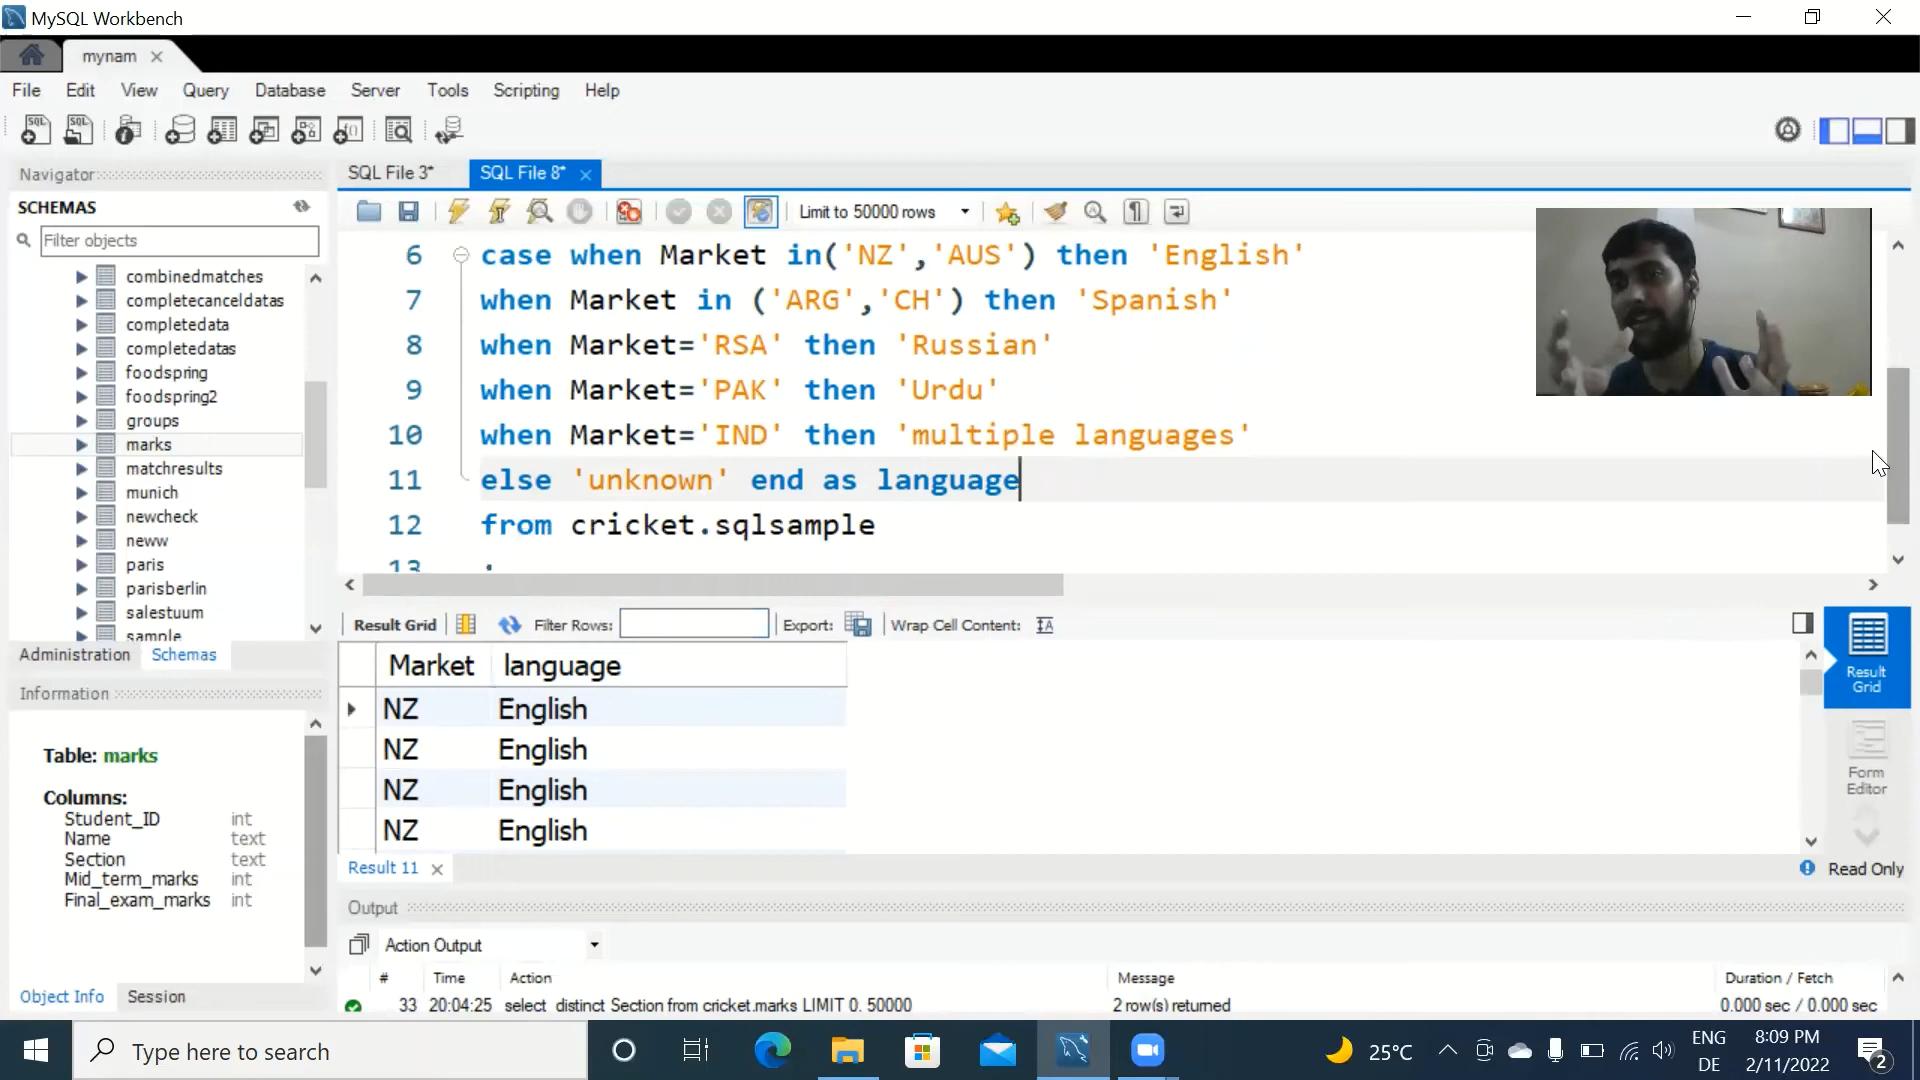 MySQL Workbench
mynam
File Edit View Query Database Server Tools Scripting Help
Navigator
SCHEMAS
Filter objects
combinedmatches
completecanceldatas
completedata
completedatas
foodspring
foodspring2
groups
marks
matchresults
munich
newcheck
neww
paris
parisberlin
salestuum
sample
Administration Schemas
Information
Table: marks
Columns:
Student_ID int
Name text
Section text
Mid_term_marks int
Final_exam_marks int
Object Info Session
SQL File 3* SQL File 8*
Limit to 50000 rows
6 case when Market in('NZ','AUS') then 'English'
7 when Market in ('ARG','CH') then 'Spanish'
8 when Market='RSA' then 'Russian'
9 when Market='PAK' then 'Urdu'
10 when Market='IND' then 'multiple languages'
11 else 'unknown' end as language
12 from cricket.sqlsample
13 ;
Result Grid Filter Rows: Export: Wrap Cell Content:
Market language
NZ English
NZ English
NZ English
NZ English
Result Grid
Form Editor
Result 11
Read Only
Output
Action Output
# Time Action Message Duration / Fetch
33 20:04:25 select distinct Section from cricket.marks LIMIT 0, 50000 2 row(s) returned 0.000 sec / 0.000 sec
Type here to search
25°C
ENG
DE
8:09 PM
2/11/2022
2